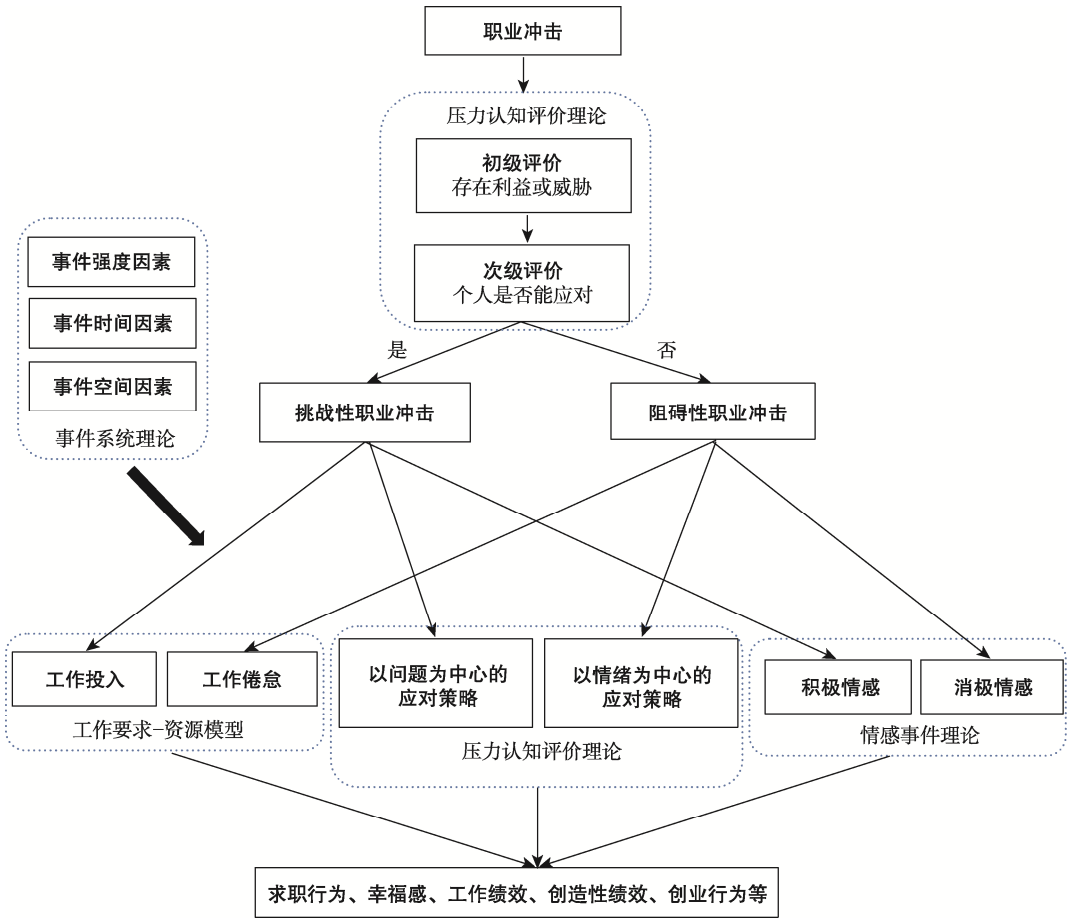 职业冲击
压力认知评价理论
初级评价
存在利益或威胁
次级评价
个人是否能应对
事件强度因素
事件时间因素
事件空间因素
事件系统理论
是
否
挑战性职业冲击
阻碍性职业冲击
工作投入
工作倦怠
工作要求-资源模型
以问题为中心的
应对策略
以情绪为中心的
应对策略
压力认知评价理论
积极情感
消极情感
情感事件理论
求职行为、幸福感、工作绩效、创造性绩效、创业行为等